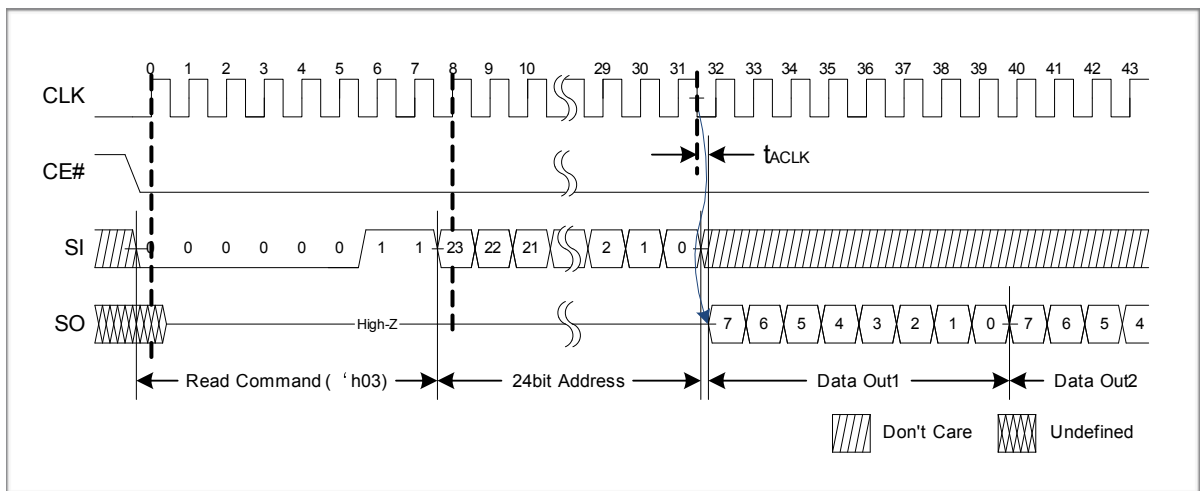 0 1 2 3 4 5 6 7 8 9 10 29 30 31 32 33 34 35 36 37 38 39 40 41 42 43
CLK
tACLK
CE#
SI 0 0 0 0 0 0 1 1 23 22 21 2 1 0
SO High-Z 7 6 5 4 3 2 1 0 7 6 5 4
Read Command ( ‘ h03) 24bit Address Data Out1 Data Out2
Don't Care Undefined